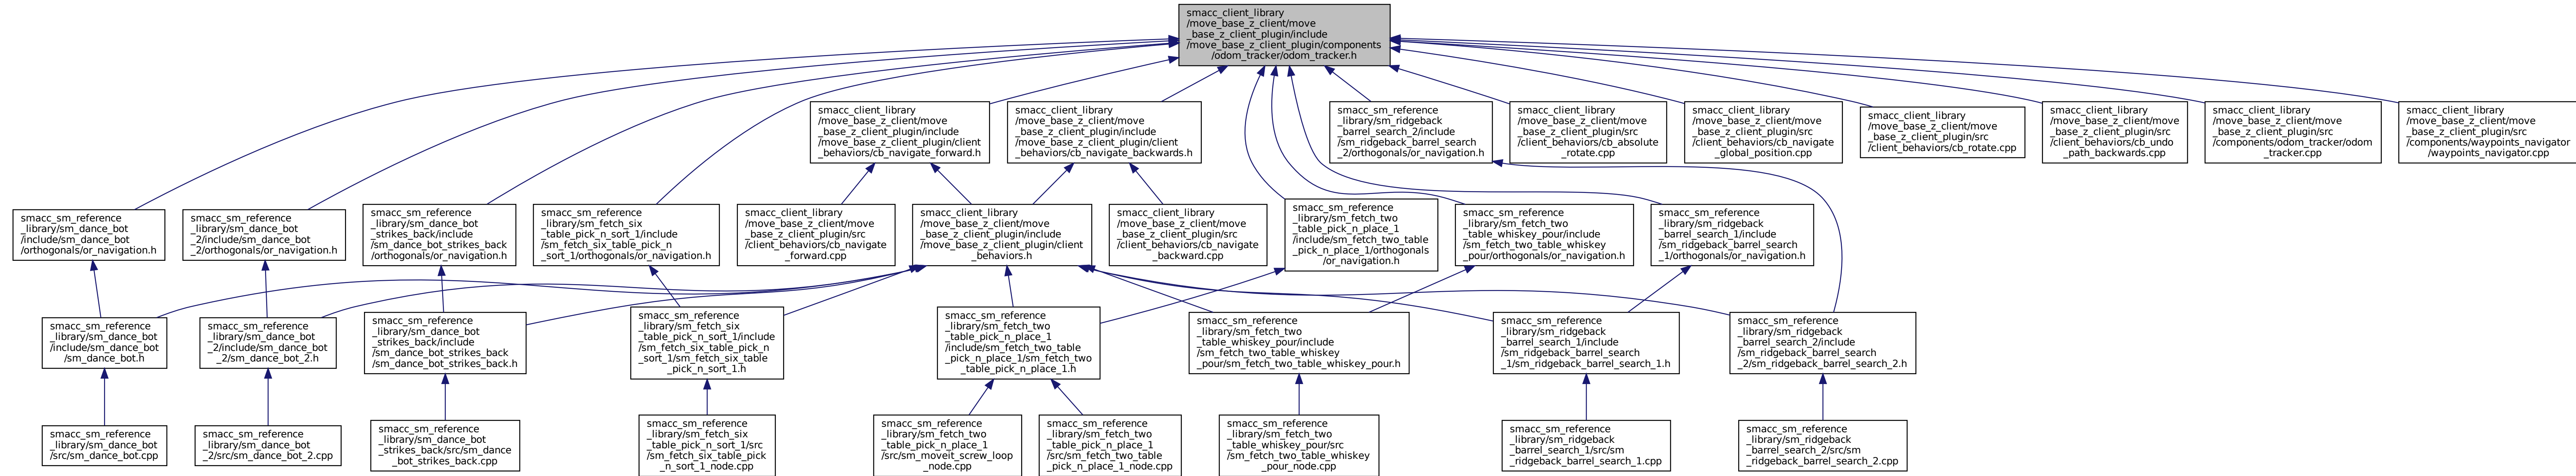 smacc_client_library
/move_base_z_client/move
_base_z_client_plugin/include
/move_base_z_client_plugin/components
/odom_tracker/odom_tracker.h
smacc_client_library
/move_base_z_client/move
_base_z_client_plugin/include
/move_base_z_client_plugin/client
_behaviors/cb_navigate_forward.h
smacc_client_library
/move_base_z_client/move
_base_z_client_plugin/include
/move_base_z_client_plugin/client
_behaviors/cb_navigate_backwards.h
smacc_sm_reference
_library/sm_ridgeback
_barrel_search_2/include
/sm_ridgeback_barrel_search
_2/orthogonals/or_navigation.h
smacc_client_library
/move_base_z_client/move
_base_z_client_plugin/src
/client_behaviors/cb_absolute
_rotate.cpp
smacc_client_library
/move_base_z_client/move
_base_z_client_plugin/src
/client_behaviors/cb_navigate
_global_position.cpp
smacc_client_library
/move_base_z_client/move
_base_z_client_plugin/src
/client_behaviors/cb_rotate.cpp
smacc_client_library
/move_base_z_client/move
_base_z_client_plugin/src
/client_behaviors/cb_undo
_path_backwards.cpp
smacc_client_library
/move_base_z_client/move
_base_z_client_plugin/src
/components/odom_tracker/odom
_tracker.cpp
smacc_client_library
/move_base_z_client/move
_base_z_client_plugin/src
/components/waypoints_navigator
/waypoints_navigator.cpp
smacc_sm_reference
_library/sm_dance_bot
/include/sm_dance_bot
/orthogonals/or_navigation.h
smacc_sm_reference
_library/sm_dance_bot
_2/include/sm_dance_bot
_2/orthogonals/or_navigation.h
smacc_sm_reference
_library/sm_dance_bot
_strikes_back/include
/sm_dance_bot_strikes_back
/orthogonals/or_navigation.h
smacc_sm_reference
_library/sm_fetch_six
_table_pick_n_sort_1/include
/sm_fetch_six_table_pick_n
_sort_1/orthogonals/or_navigation.h
smacc_client_library
/move_base_z_client/move
_base_z_client_plugin/src
/client_behaviors/cb_navigate
_forward.cpp
smacc_client_library
/move_base_z_client/move
_base_z_client_plugin/include
/move_base_z_client_plugin/client
_behaviors.h
smacc_client_library
/move_base_z_client/move
_base_z_client_plugin/src
/client_behaviors/cb_navigate
_backward.cpp
smacc_sm_reference
_library/sm_fetch_two
_table_pick_n_place_1
/include/sm_fetch_two_table
_pick_n_place_1/orthogonals
/or_navigation.h
smacc_sm_reference
_library/sm_fetch_two
_table_whiskey_pour/include
/sm_fetch_two_table_whiskey
_pour/orthogonals/or_navigation.h
smacc_sm_reference
_library/sm_ridgeback
_barrel_search_1/include
/sm_ridgeback_barrel_search
_1/orthogonals/or_navigation.h
smacc_sm_reference
_library/sm_dance_bot
/include/sm_dance_bot
/sm_dance_bot.h
smacc_sm_reference
_library/sm_dance_bot
_2/include/sm_dance_bot
_2/sm_dance_bot_2.h
smacc_sm_reference
_library/sm_dance_bot
_strikes_back/include
/sm_dance_bot_strikes_back
/sm_dance_bot_strikes_back.h
smacc_sm_reference
_library/sm_fetch_six
_table_pick_n_sort_1/include
/sm_fetch_six_table_pick_n
_sort_1/sm_fetch_six_table
_pick_n_sort_1.h
smacc_sm_reference
_library/sm_fetch_two
_table_pick_n_place_1
/include/sm_fetch_two_table
_pick_n_place_1/sm_fetch_two
_table_pick_n_place_1.h
smacc_sm_reference
_library/sm_fetch_two
_table_whiskey_pour/include
/sm_fetch_two_table_whiskey
_pour/sm_fetch_two_table_whiskey_pour.h
smacc_sm_reference
_library/sm_ridgeback
_barrel_search_1/include
/sm_ridgeback_barrel_search
_1/sm_ridgeback_barrel_search_1.h
smacc_sm_reference
_library/sm_ridgeback
_barrel_search_2/include
/sm_ridgeback_barrel_search
_2/sm_ridgeback_barrel_search_2.h
smacc_sm_reference
_library/sm_dance_bot
/src/sm_dance_bot.cpp
smacc_sm_reference
_library/sm_dance_bot
_2/src/sm_dance_bot_2.cpp
smacc_sm_reference
_library/sm_dance_bot
_strikes_back/src/sm_dance
_bot_strikes_back.cpp
smacc_sm_reference
_library/sm_fetch_six
_table_pick_n_sort_1/src
/sm_fetch_six_table_pick
_n_sort_1_node.cpp
smacc_sm_reference
_library/sm_fetch_two
_table_pick_n_place_1
/src/sm_moveit_screw_loop
_node.cpp
smacc_sm_reference
_library/sm_fetch_two
_table_pick_n_place_1
/src/sm_fetch_two_table
_pick_n_place_1_node.cpp
smacc_sm_reference
_library/sm_fetch_two
_table_whiskey_pour/src
/sm_fetch_two_table_whiskey
_pour_node.cpp
smacc_sm_reference
_library/sm_ridgeback
_barrel_search_1/src/sm
_ridgeback_barrel_search_1.cpp
smacc_sm_reference
_library/sm_ridgeback
_barrel_search_2/src/sm
_ridgeback_barrel_search_2.cpp